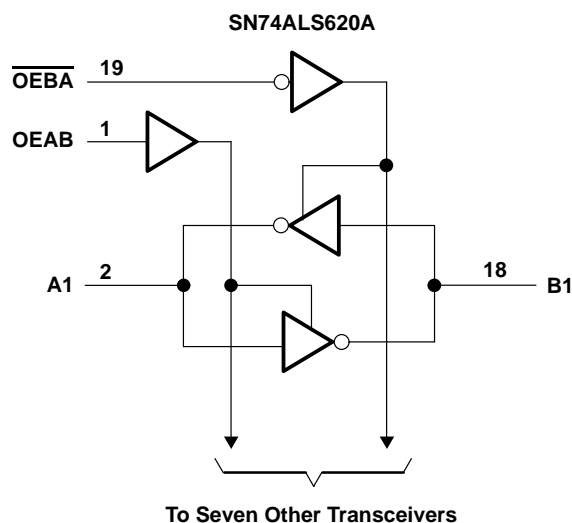 SN74ALS620A
OEBA 19
OEAB 1
A1 2
18 B1
To Seven Other Transceivers